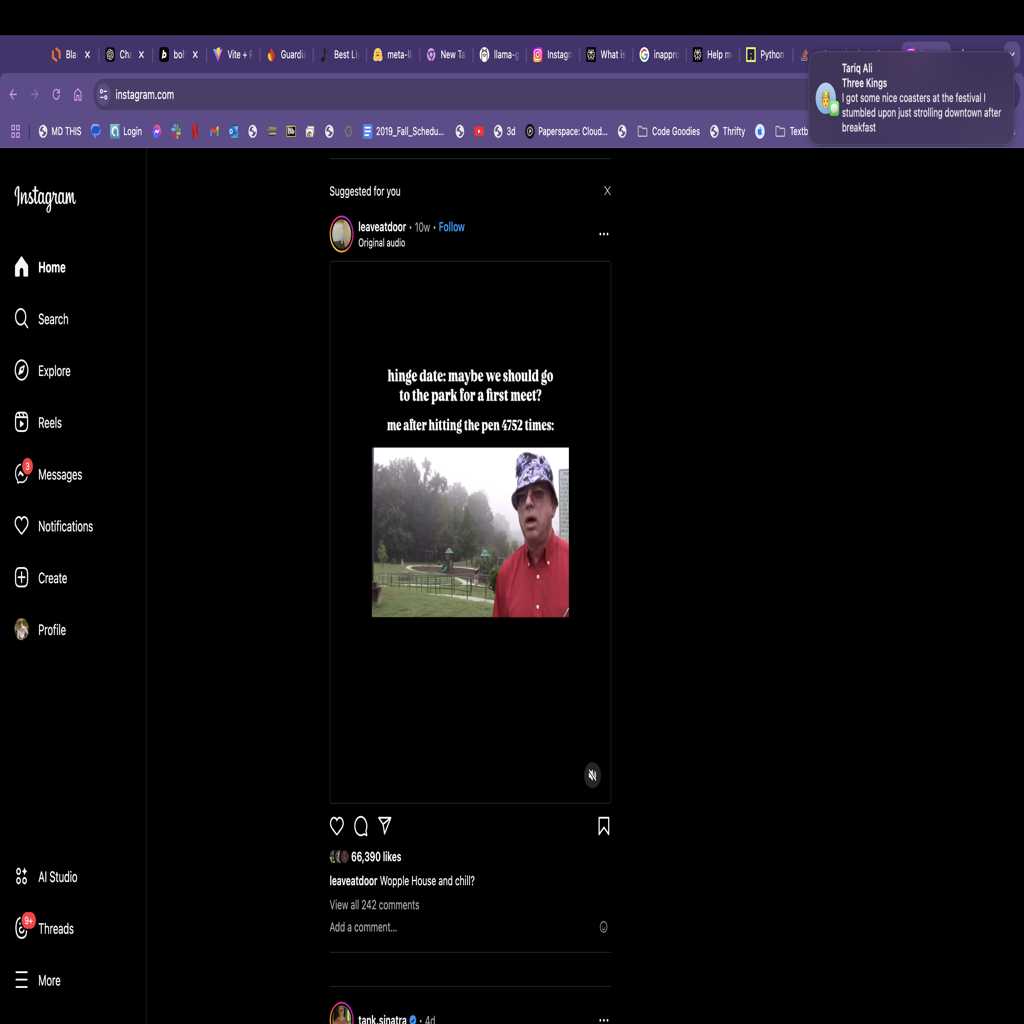 Bla
Ch
bol
Vite + F
Guardi
Best Li
meta-ll
New Ta
llama-g
Instag
What is
inappr
Help m
Python
instagram.com
Tariq Ali
Three Kings
I got some nice coasters at the festival I
stumbled upon just strolling downtown after
breakfast
MD THIS
Login
2019_Fall_Schedu...
3d
Paperspace: Cloud...
Code Goodies
Thrifty
Textb
Instagram
Home
Search
Explore
Reels
3
Messages
Notifications
Create
Profile
AI Studio
9+
Threads
More
Suggested for you
leaveatdoor • 10w • Follow
Original audio
hinge date: maybe we should go
to the park for a first meet?
me after hitting the pen 4752 times:
66,390 likes
leaveatdoor Wopple House and chill?
View all 242 comments
Add a comment...
tank.sinatra • 4d